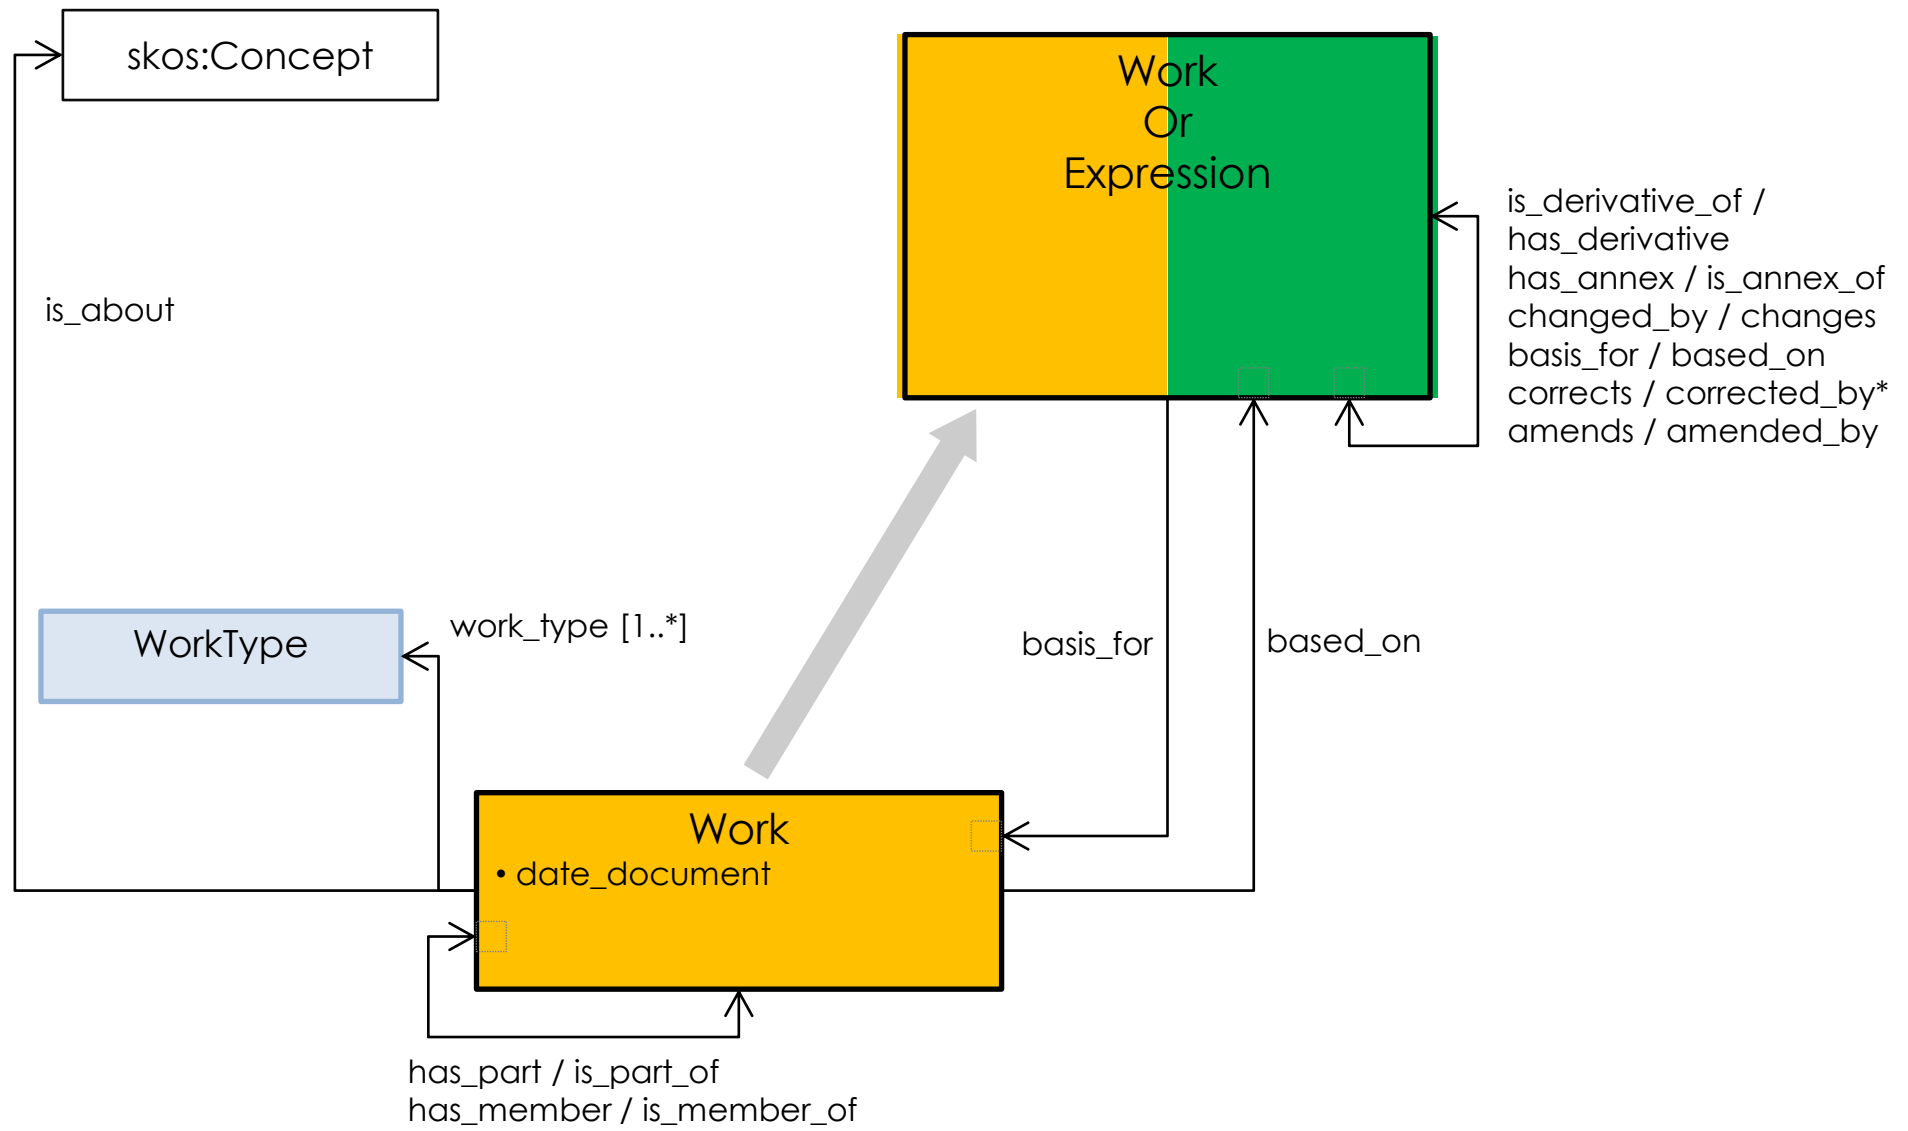 skos:Concept
Work
Or
Expression
is_derivative_of /
has_derivative
has_annex / is_annex_of
changed_by / changes
basis_for / based_on
corrects / corrected_by*
amends / amended_by
is_about
WorkType
work_type [1..*]
basis_for
based_on
Work
• date_document
has_part / is_part_of
has_member / is_member_of